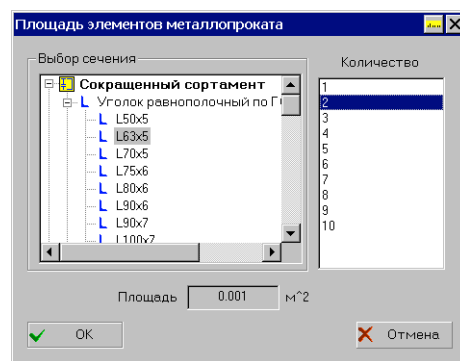 Площадь элементов металлопроката
Выбор сечения
Количество
Сокращенный сортамент
Уголок равнополочный по
L50x5
L63x5
L70x5
L75x6
L80x6
L90x6
L90x7
L100x7
1
2
3
4
5
6
7
8
9
10
Площадь 0.001 м^2
OK
Отмена